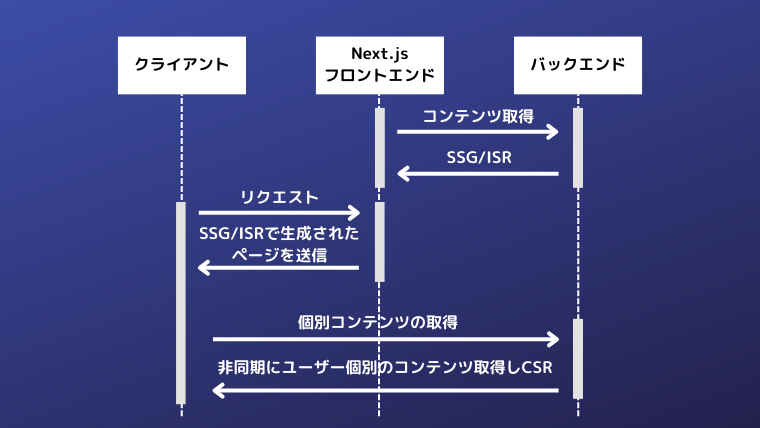 クライアント
Next.js
フロントエンド
バックエンド
コンテンツ取得
SSG/ISR
リクエスト
SSG/ISRで生成された
ページを送信
個別コンテンツの取得
非同期にユーザー個別のコンテンツ取得しCSR